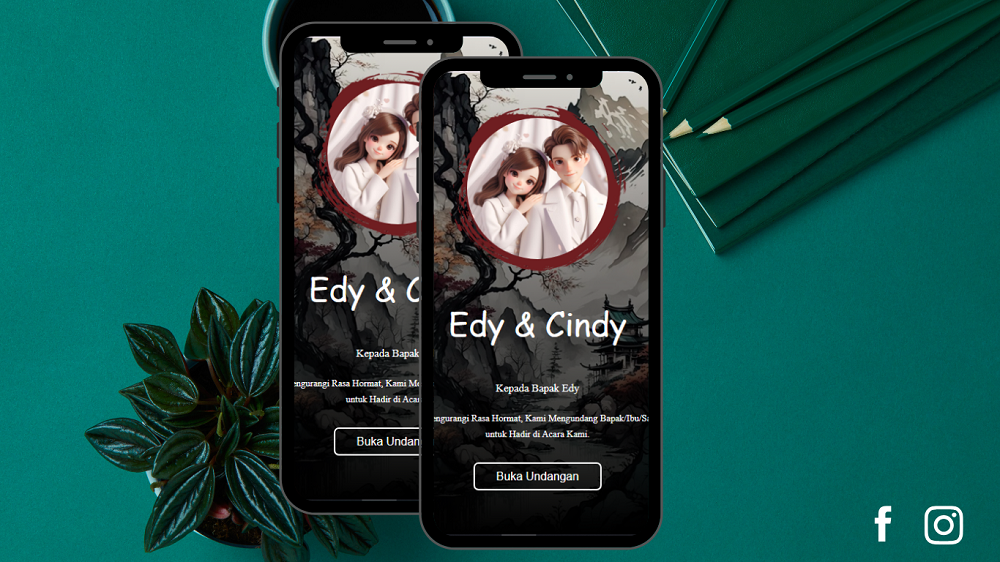 Edy & C
Kepada Bapak
engurangi Rasa Hormat, Kami Me
untuk Hadir di Acar
Buka Undan
Edy & Cindy
Kepada Bapak Edy
engurangi Rasa Hormat, Kami Mengundang Bapak/Ibu/Sa
untuk Hadir di Acara Kami.
Buka Undangan